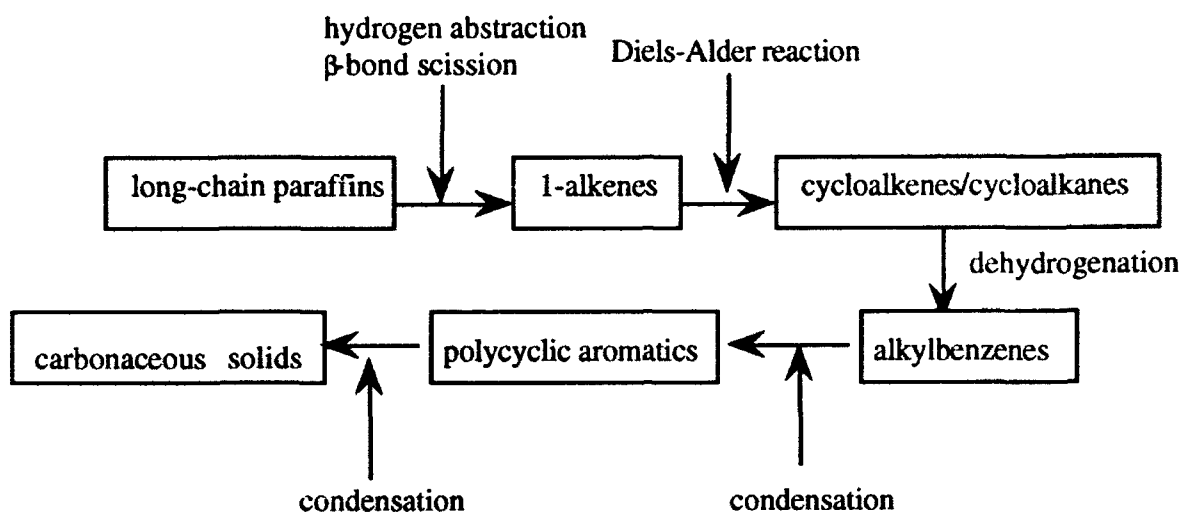 hydrogen abstraction
β-bond scission
Diels-Alder reaction
long-chain paraffins
1-alkenes
cycloalkenes/cycloalkanes
dehydrogenation
carbonaceous solids
polycyclic aromatics
alkylbenzenes
condensation
condensation